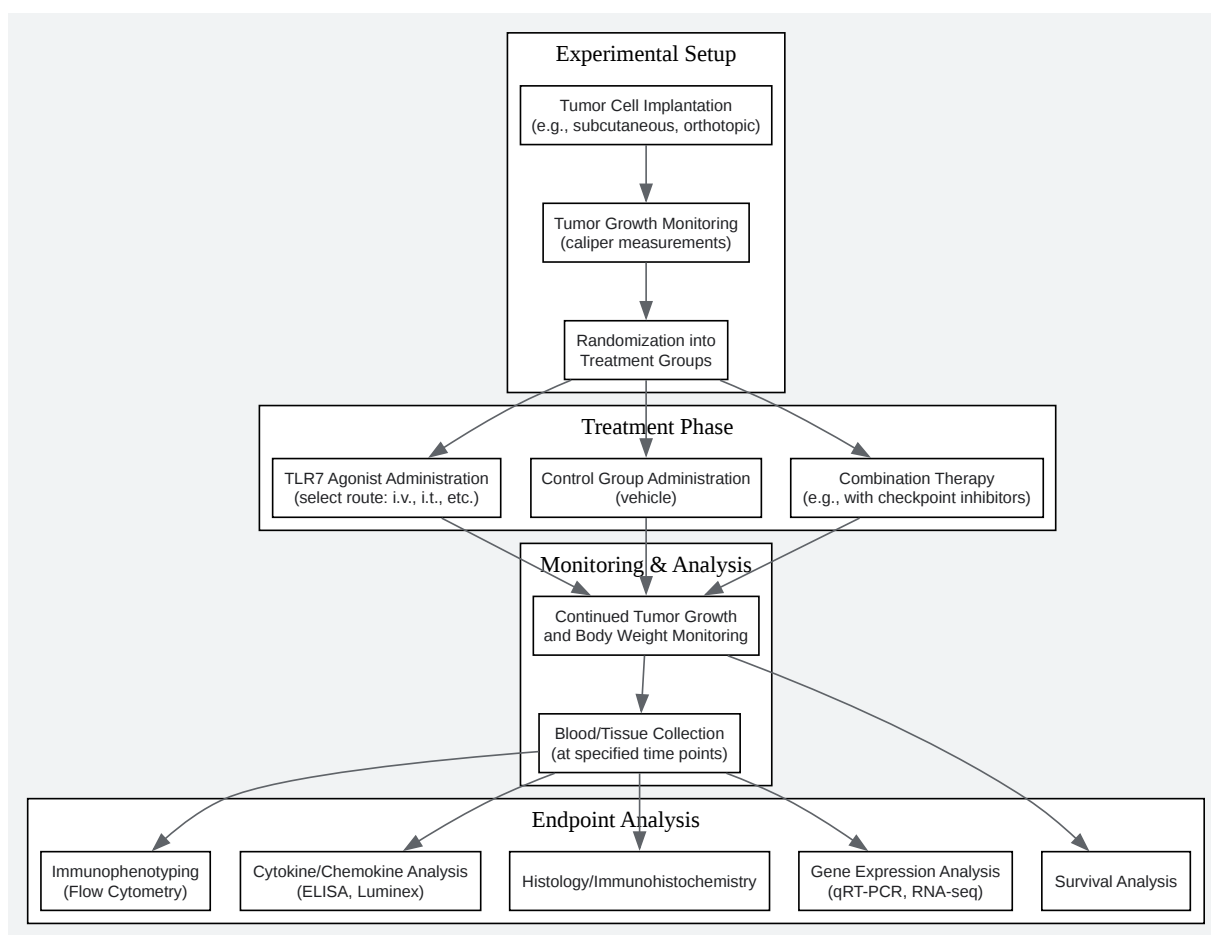 Experimental Setup
Tumor Cell Implantation
(e.g., subcutaneous, orthotopic)
Tumor Growth Monitoring
(caliper measurements)
Randomization into
Treatment Groups
Treatment Phase
TLR7 Agonist Administration
(select route: i.v., i.t., etc.)
Control Group Administration
(vehicle)
Combination Therapy
(e.g., with checkpoint inhibitors)
Monitoring & Analysis
Continued Tumor Growth
and Body Weight Monitoring
Blood/Tissue Collection
(at specified time points)
Endpoint Analysis
Immunophenotyping
(Flow Cytometry)
Cytokine/Chemokine Analysis
(ELISA, Luminex)
Histology/Immunohistochemistry
Gene Expression Analysis
(qRT-PCR, RNA-seq)
Survival Analysis